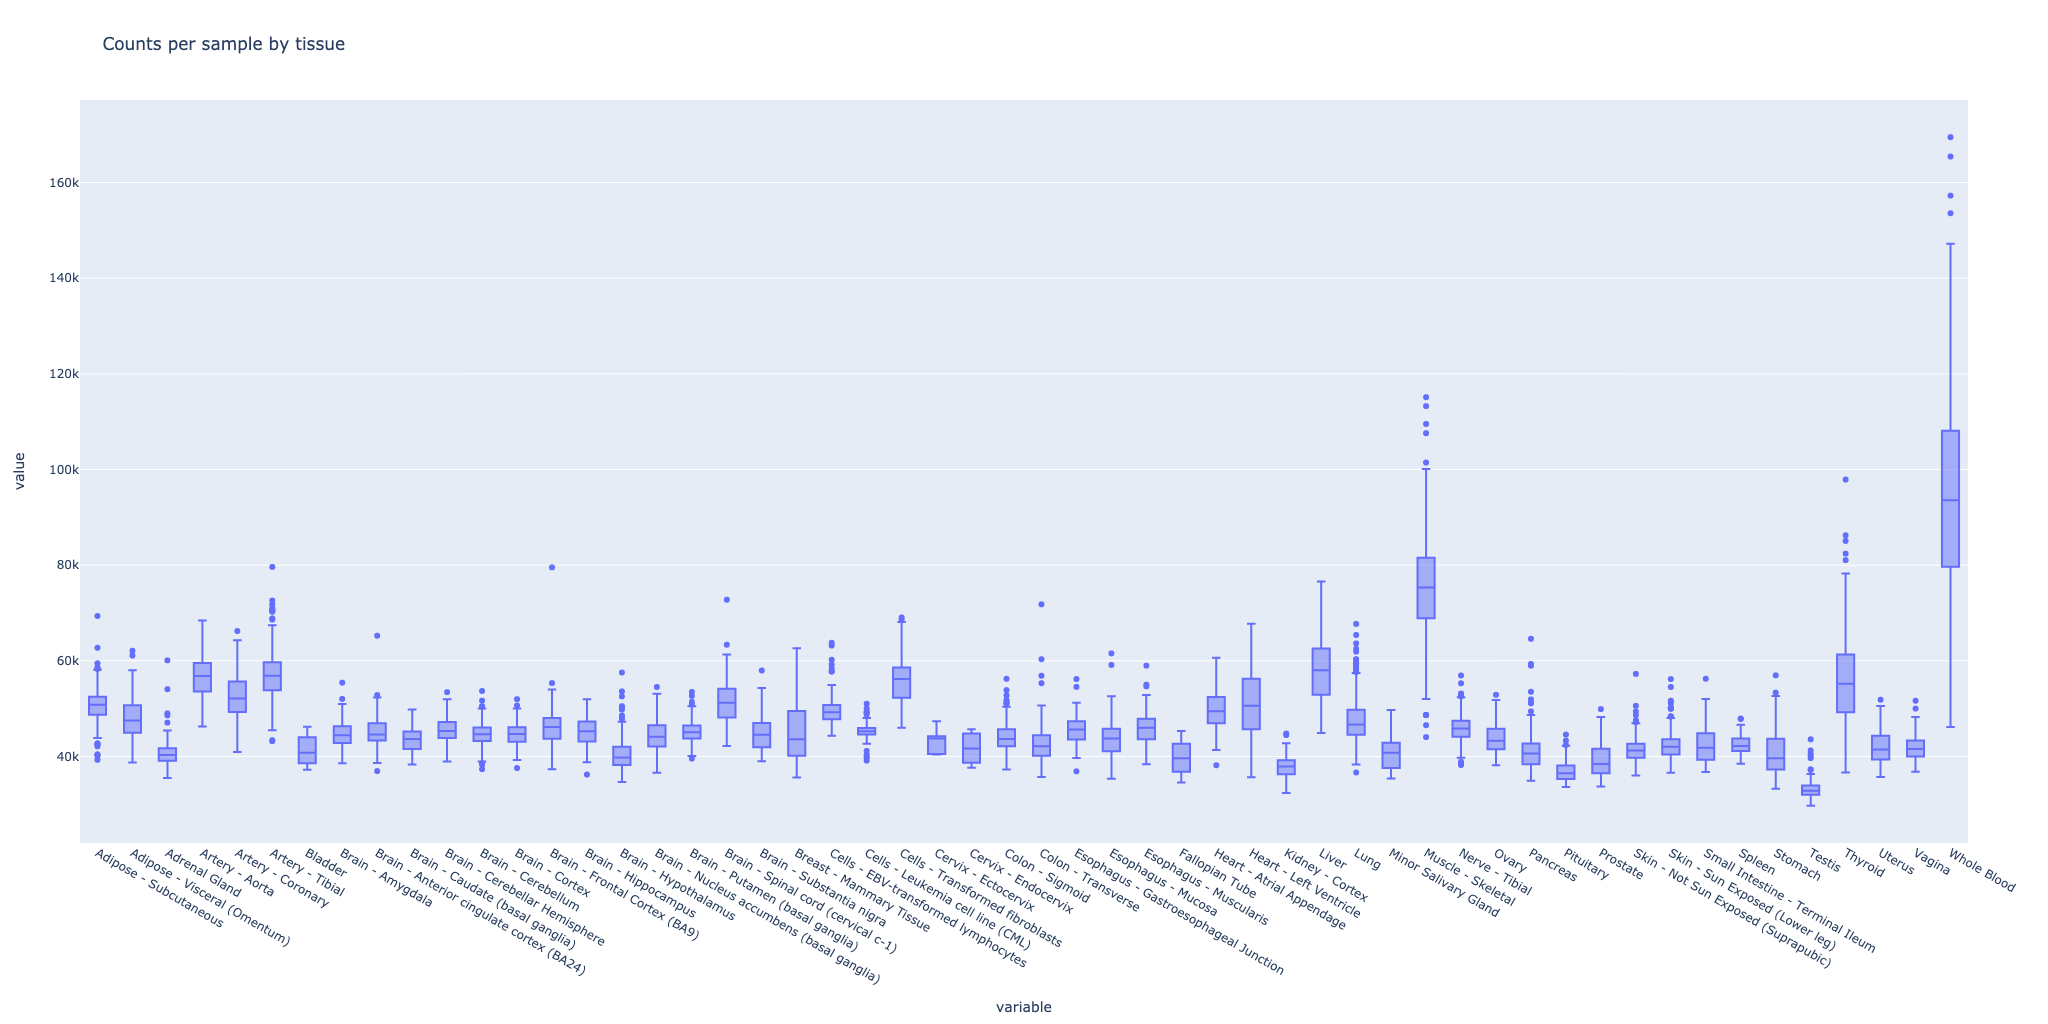 Counts per sample by tissue
160k
140k
120k
100k
80k
60k
40k
value
Adipose - Subcutaneous
Adipose - Visceral (Omentum)
Adrenal Gland
Artery - Aorta
Artery - Coronary
Artery - Tibial
Bladder
Brain - Amygdala
Brain - Anterior cingulate cortex (BA24)
Brain - Caudate (basal ganglia)
Brain - Cerebellar Hemisphere
Brain - Cerebellum
Brain - Cortex
Brain - Frontal Cortex (BA9)
Brain - Hippocampus
Brain - Hypothalamus
Brain - Nucleus accumbens (basal ganglia)
Brain - Putamen (basal ganglia)
Brain - Spinal cord (cervical c-1)
Brain - Substantia nigra
Breast - Mammary Tissue
Cells - EBV-transformed lymphocytes
Cells - Leukemia cell line (CML)
Cells - Transformed fibroblasts
Cervix - Ectocervix
Cervix - Endocervix
Colon - Sigmoid
Colon - Transverse
Esophagus - Gastroesophageal Junction
Esophagus - Mucosa
Esophagus - Muscularis
Fallopian Tube
Heart - Atrial Appendage
Heart - Left Ventricle
Kidney - Cortex
Liver
Lung
Minor Salivary Gland
Muscle - Skeletal
Nerve - Tibial
Ovary
Pancreas
Pituitary
Prostate
Skin - Not Sun Exposed (Suprapubic)
Skin - Sun Exposed (Lower leg)
Small Intestine - Terminal Ileum
Spleen
Stomach
Testis
Thyroid
Uterus
Vagina
Whole Blood
variable